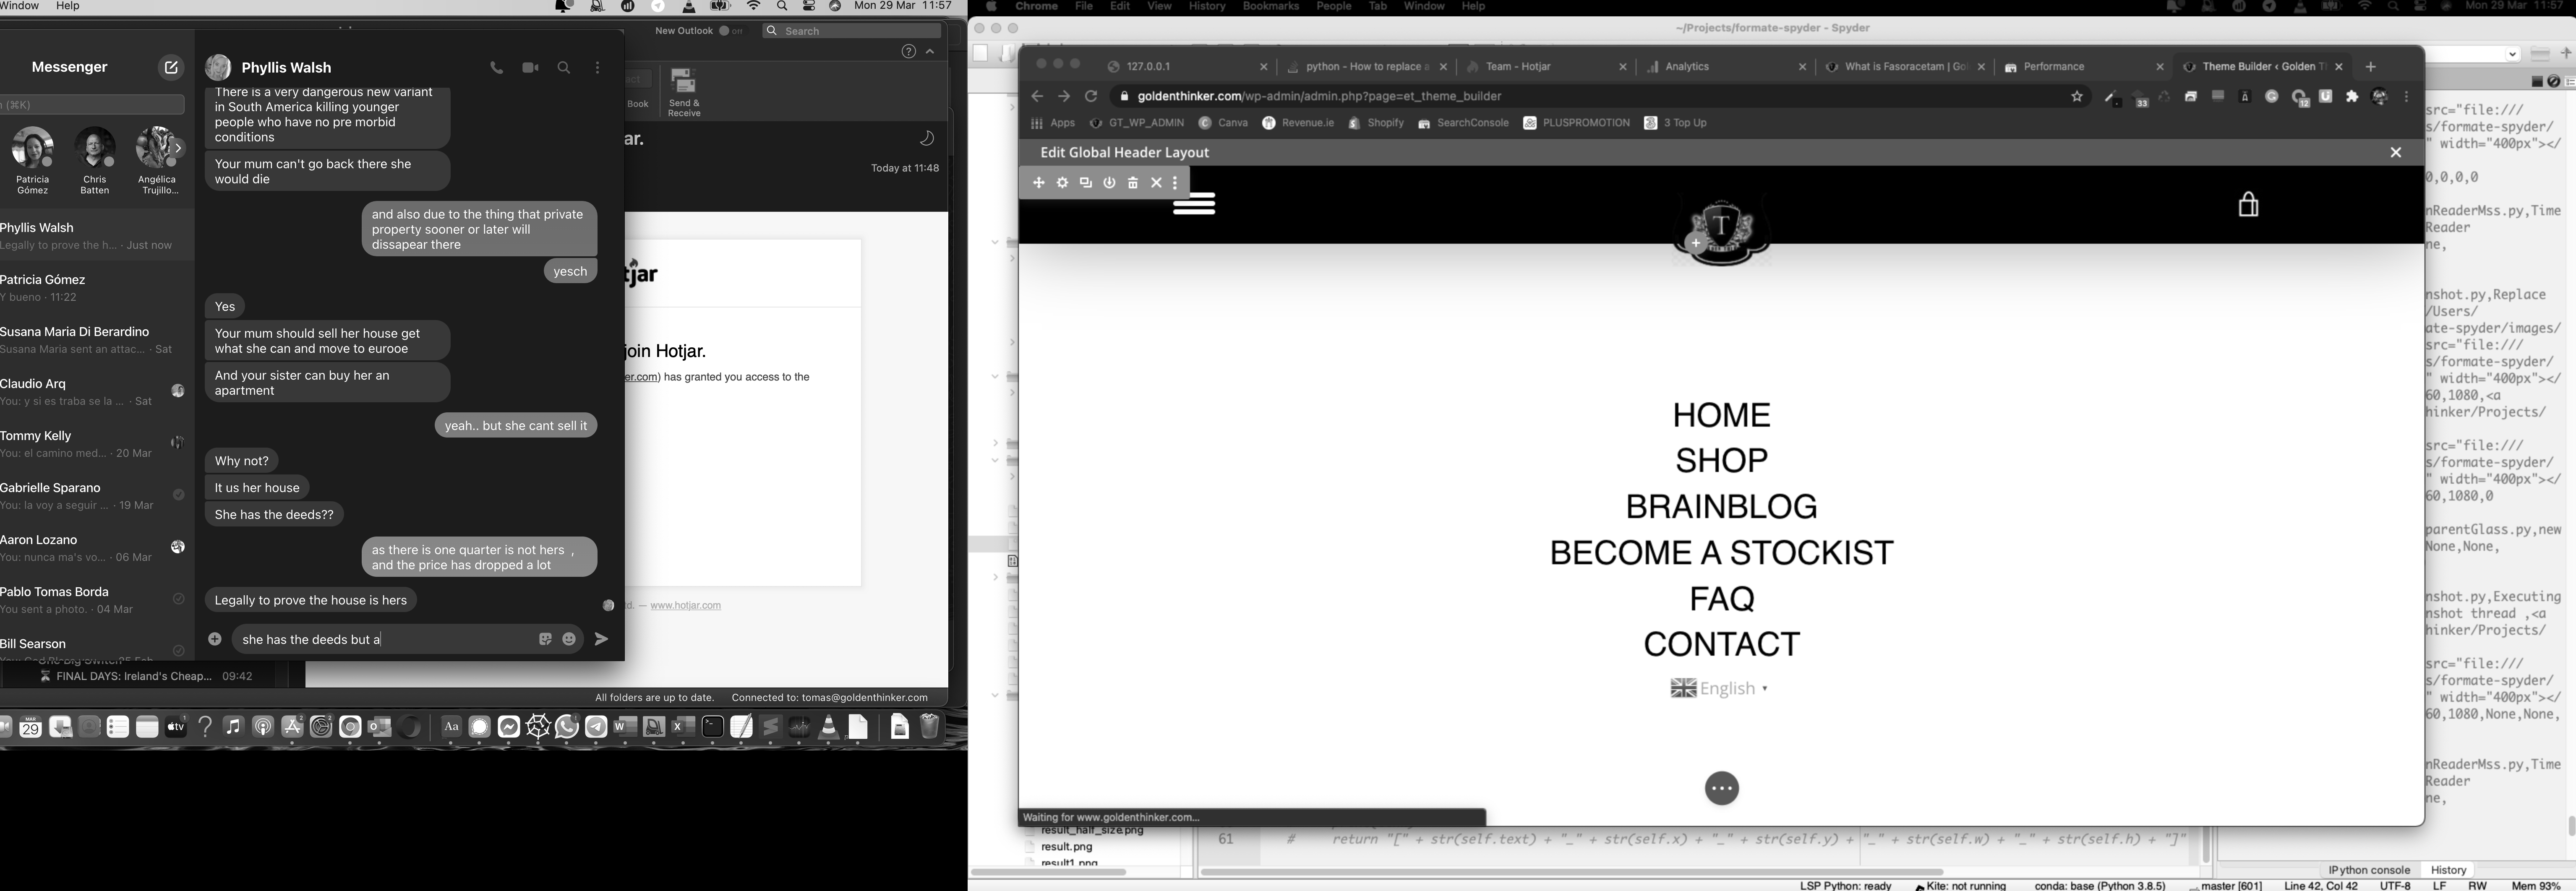 Window Help
Mon 29 Mar 11:57
Messenger
(⌘K)
Patricia
Gómez
Chris
Batten
Angélica
Trujillo...
Phyllis Walsh
Legally to prove the h... · Just now
Patricia Gómez
Y bueno · 11:22
Susana Maria Di Berardino
Susana Maria sent an attac... · Sat
Claudio Arq
You: y si es traba se la ... · Sat
Tommy Kelly
You: el camino med... · 20 Mar
Gabrielle Sparano
You: la voy a seguir ... · 19 Mar
Aaron Lozano
You: nunca ma's vo... · 06 Mar
Pablo Tomas Borda
You sent a photo. · 04 Mar
Bill Searson
FINAL DAYS: Ireland's Cheap... 09:42
Phyllis Walsh
There is a very dangerous new variant
in South America killing younger
people who have no pre morbid
conditions
Your mum can't go back there she
would die
and also due to the thing that private
property sooner or later will
dissapear there
yesch
Yes
Your mum should sell her house get
what she can and move to eurooe
And your sister can buy her an
apartment
yeah.. but she cant sell it
Why not?
It us her house
She has the deeds??
as there is one quarter is not hers ,
and the price has dropped a lot
Legally to prove the house is hers
she has the deeds but a
New Outlook off
Search
Book
Send &
Receive
ar.
Today at 11:48
tjar
join Hotjar.
er.com) has granted you access to the
td. — www.hotjar.com
All folders are up to date. Connected to: tomas@goldenthinker.com
MAR
29
tv
Aa
Chrome File Edit View History Bookmarks People Tab Window Help
Mon 29 Mar 11:57
~/Projects/formate-spyder - Spyder
127.0.0.1
python - How to replace a
Team - Hotjar
Analytics
What is Fasoracetam | Gol
Performance
Theme Builder ‹ Golden T
goldenthinker.com/wp-admin/admin.php?page=et_theme_builder
33
12
Apps GT_WP_ADMIN Canva Revenue.ie Shopify SearchConsole PLUSPROMOTION 3 Top Up
Edit Global Header Layout
T
HOME
SHOP
BRAINBLOG
BECOME A STOCKIST
FAQ
CONTACT
English
Waiting for www.goldenthinker.com...
result_half_size.png
result.png
result1.png
61 # return "[" + str(self.text) + "_" + str(self.x) + "_" + str(self.y) + "_" + str(self.w) + "_" + str(self.h) + "]"
src="file:///
s/formate-spyder/
" width="400px"></
0,0,0,0
nReaderMss.py,Time
Reader
ne,
nshot.py,Replace
/Users/
ate-spyder/images/
src="file:///
s/formate-spyder/
" width="400px"></
60,1080,<a
hinker/Projects/
src="file:///
s/formate-spyder/
" width="400px"></
60,1080,0
parentGlass.py,new
None,None,
nshot.py,Executing
nshot thread ,<a
hinker/Projects/
src="file:///
s/formate-spyder/
" width="400px"></
60,1080,None,None,
nReaderMss.py,Time
Reader
ne,
IPython console History
LSP Python: ready Kite: not running conda: base (Python 3.8.5) master [601] Line 42, Col 42 UTF-8 LF RW Mem 93%